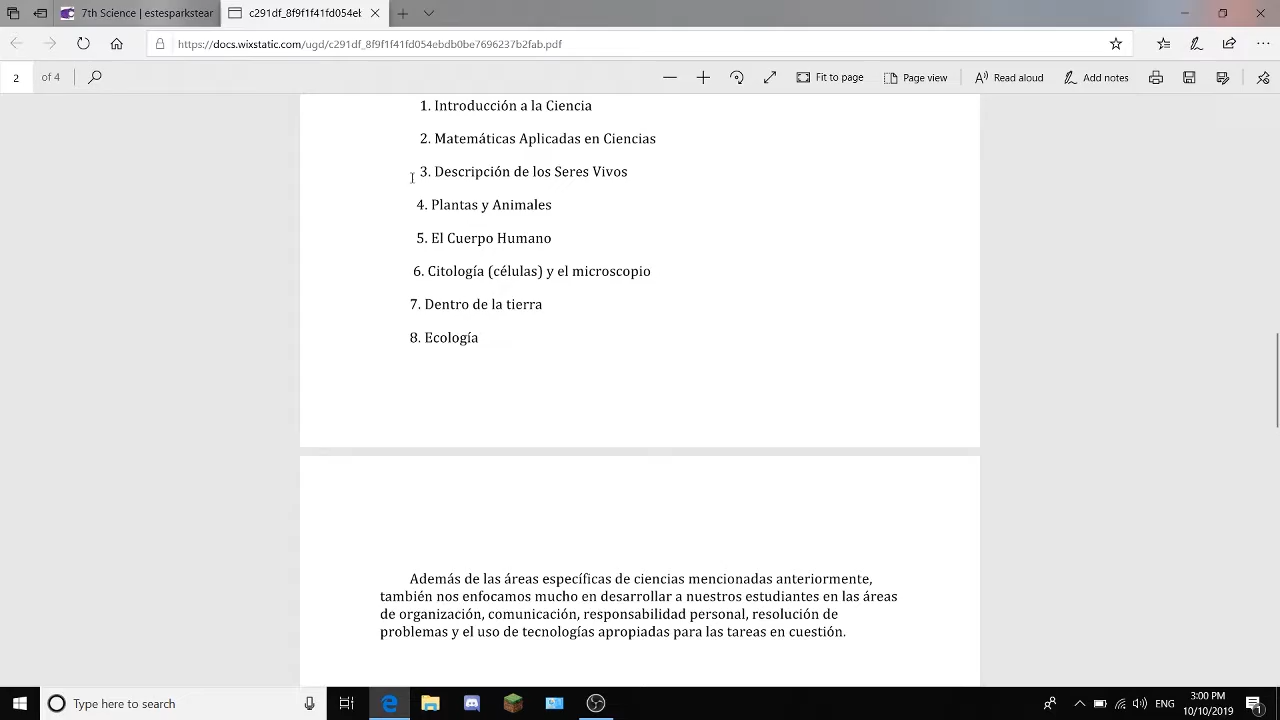 7th Science | estesparkstear
c291df_8f9f1f41fd054eb
https://docs.wixstatic.com/ugd/c291df_8f9f1f41fd054ebdb0be7696237b2fab.pdf
2 of 4 Fit to page Page view Read aloud Add notes
1. Introducción a la Ciencia
2. Matemáticas Aplicadas en Ciencias
3. Descripción de los Seres Vivos
4. Plantas y Animales
5. El Cuerpo Humano
6. Citología (células) y el microscopio
7. Dentro de la tierra
8. Ecología
Además de las áreas específicas de ciencias mencionadas anteriormente,
también nos enfocamos mucho en desarrollar a nuestros estudiantes en las áreas
de organización, comunicación, responsabilidad personal, resolución de
problemas y el uso de tecnologías apropiadas para las tareas en cuestión.
Type here to search
ENG
3:00 PM
10/10/2019
1